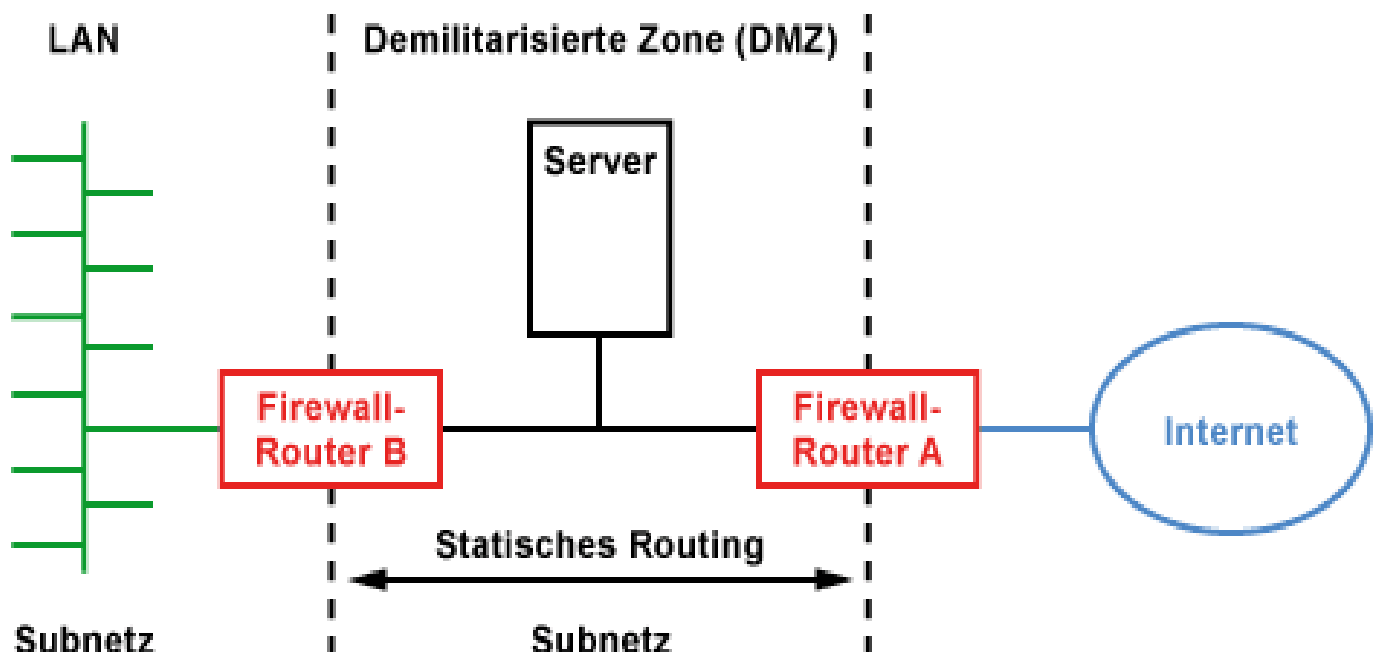 LAN
Demilitarisierte Zone (DMZ)
Server
Firewall-
Router B
Firewall-
Router A
Internet
Statisches Routing
Subnetz
Subnetz